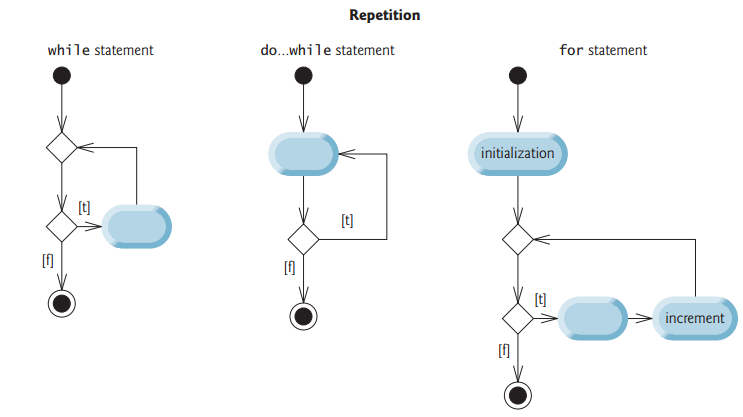 Repetition
while statement
do...while statement
for statement
initialization
[t]
[f]
[t]
[f]
[t]
increment
[f]